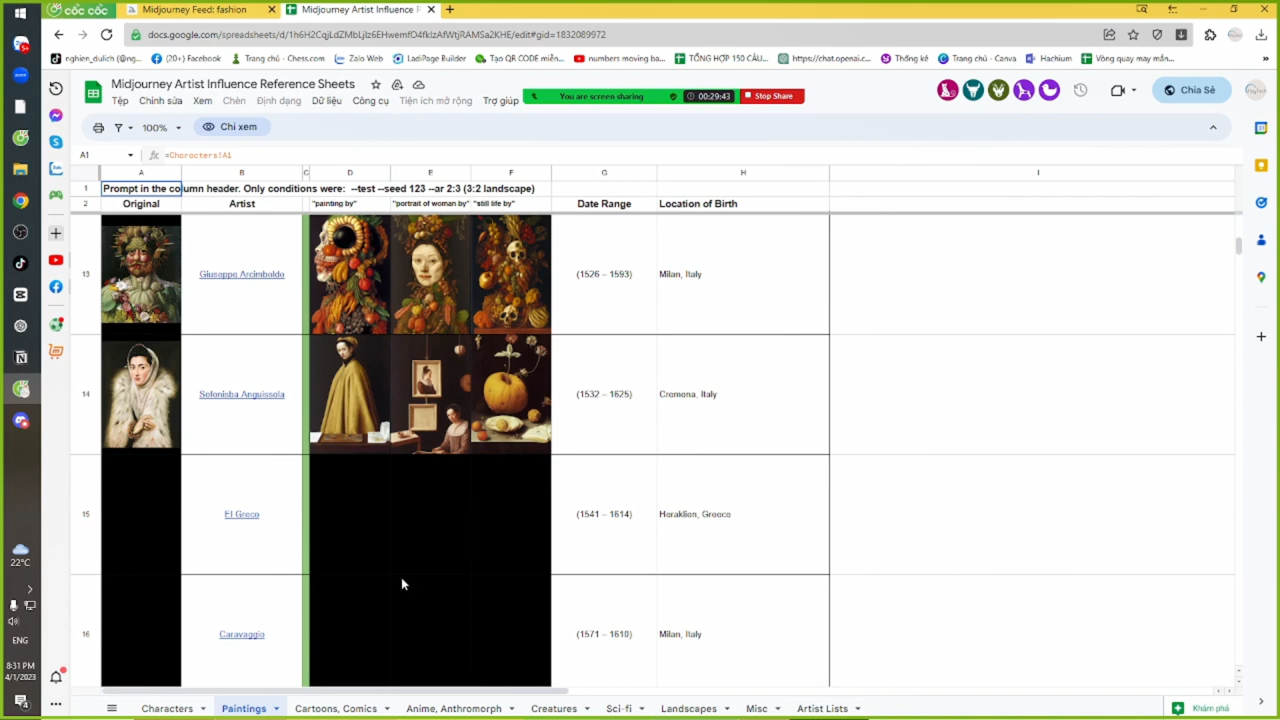 cốc cốc
Midjourney Feed: fashion
Midjourney Artist Influence R
docs.google.com/spreadsheets/d/1h6H2CqjLdZMbLjlz6EHwemfO4fklzAfWtjRAMSa2KHE/edit#gid=1832089972
nghien_dulich (@ng...
(20+) Facebook
Trang chủ - Chess.com
Zalo Web
LadiPage Builder
Tạo QR CODE miễn...
numbers moving ba...
TỔNG HỢP 150 CÂU...
https://chat.openai.c...
Thống kê
Trang chủ - Canva
Hachium
Vòng quay may mắn...
»
Midjourney Artist Influence Reference Sheets
Tệp Chỉnh sửa Xem Chèn Định dạng Dữ liệu Công cụ Tiện ích mở rộng Trợ giúp
You are screen sharing
00:29:43
Stop Share
Chia Sẻ
100%
Chỉ xem
A1
=Characters!A1
A B C D E F G H I
1 Prompt in the column header. Only conditions were: --test --seed 123 --ar 2:3 (3:2 landscape)
2 Original Artist "painting by" "portrait of woman by" "still life by" Date Range Location of Birth
13 Giuseppe Arcimboldo (1526 – 1593) Milan, Italy
14 Sofonisba Anguissola (1532 – 1625) Cremona, Italy
15 El Greco (1541 – 1614) Heraklion, Greece
16 Caravaggio (1571 – 1610) Milan, Italy
Characters Paintings Cartoons, Comics Anime, Anthromorph Creatures Sci-fi Landscapes Misc Artist Lists
Khám phá
22°C
ENG
8:31 PM
4/1/2023